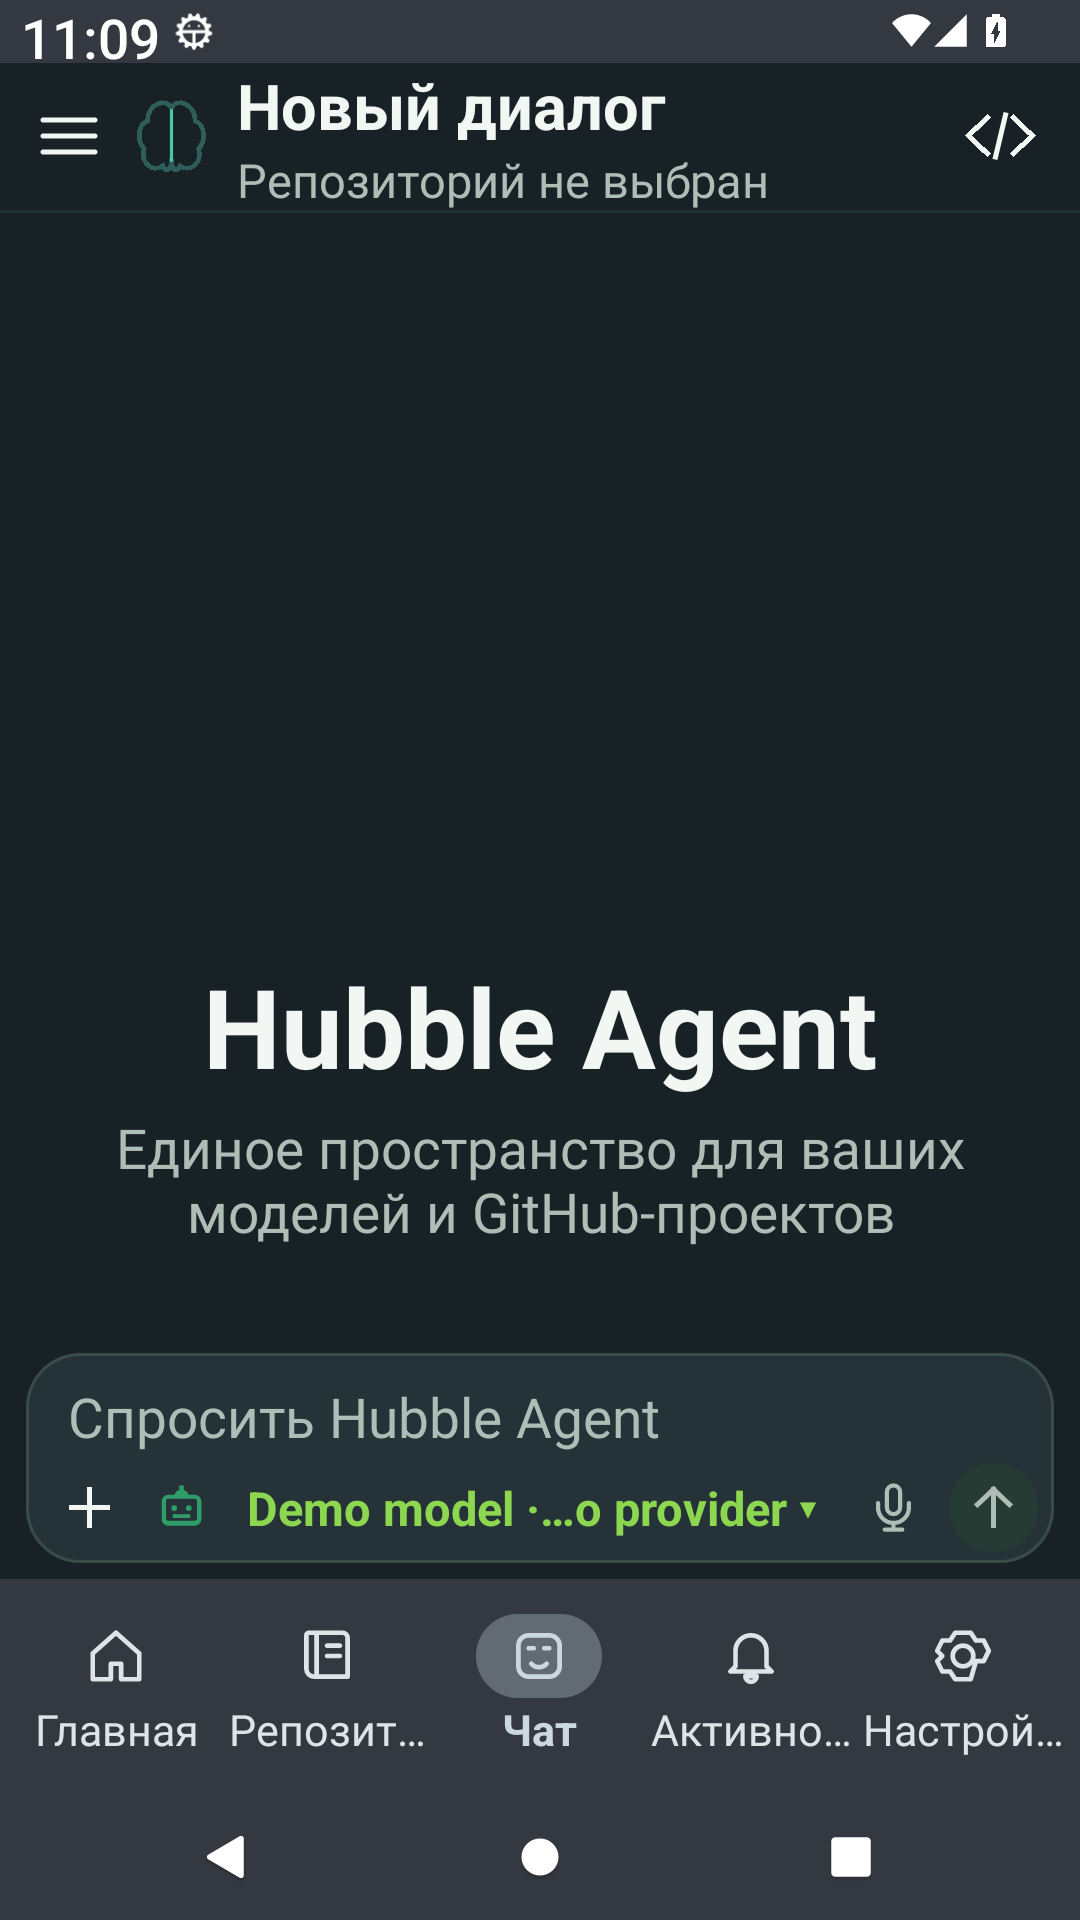 11:09
Новый диалог
Репозиторий не выбран
Hubble Agent
Единое пространство для ваших
моделей и GitHub-проектов
Спросить Hubble Agent
Demo model ·…o provider ▾
Главная Репозит… Чат Активно… Настрой…